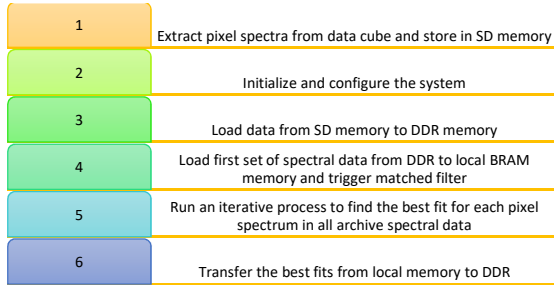 1
Extract pixel spectra from data cube and store in SD memory
2
Initialize and configure the system
3
Load data from SD memory to DDR memory
4
Load first set of spectral data from DDR to local BRAM
memory and trigger matched filter
5
Run an iterative process to find the best fit for each pixel
spectrum in all archive spectral data
6
Transfer the best fits from local memory to DDR